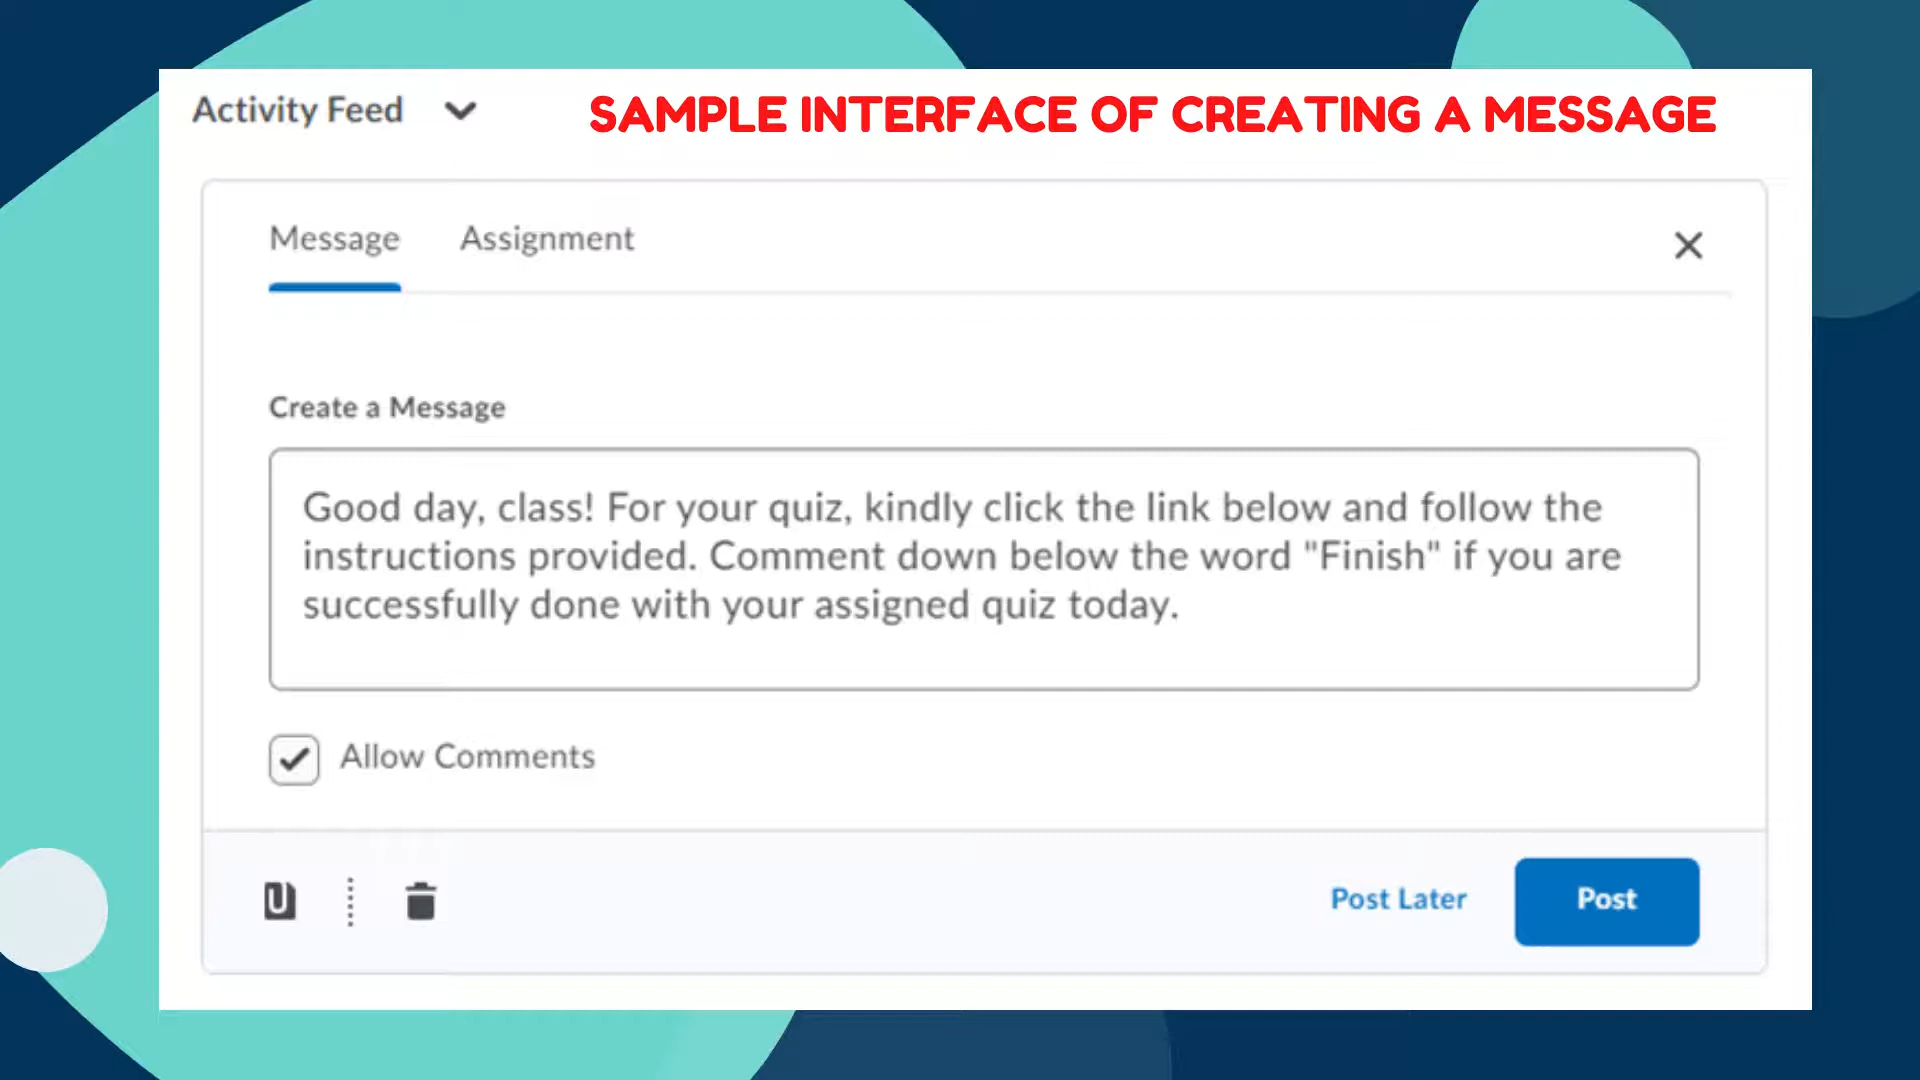 Activity Feed
SAMPLE INTERFACE OF CREATING A MESSAGE
Message
Assignment
Create a Message
Good day, class! For your quiz, kindly click the link below and follow the
instructions provided. Comment down below the word "Finish" if you are
successfully done with your assigned quiz today.
Allow Comments
Post Later
Post